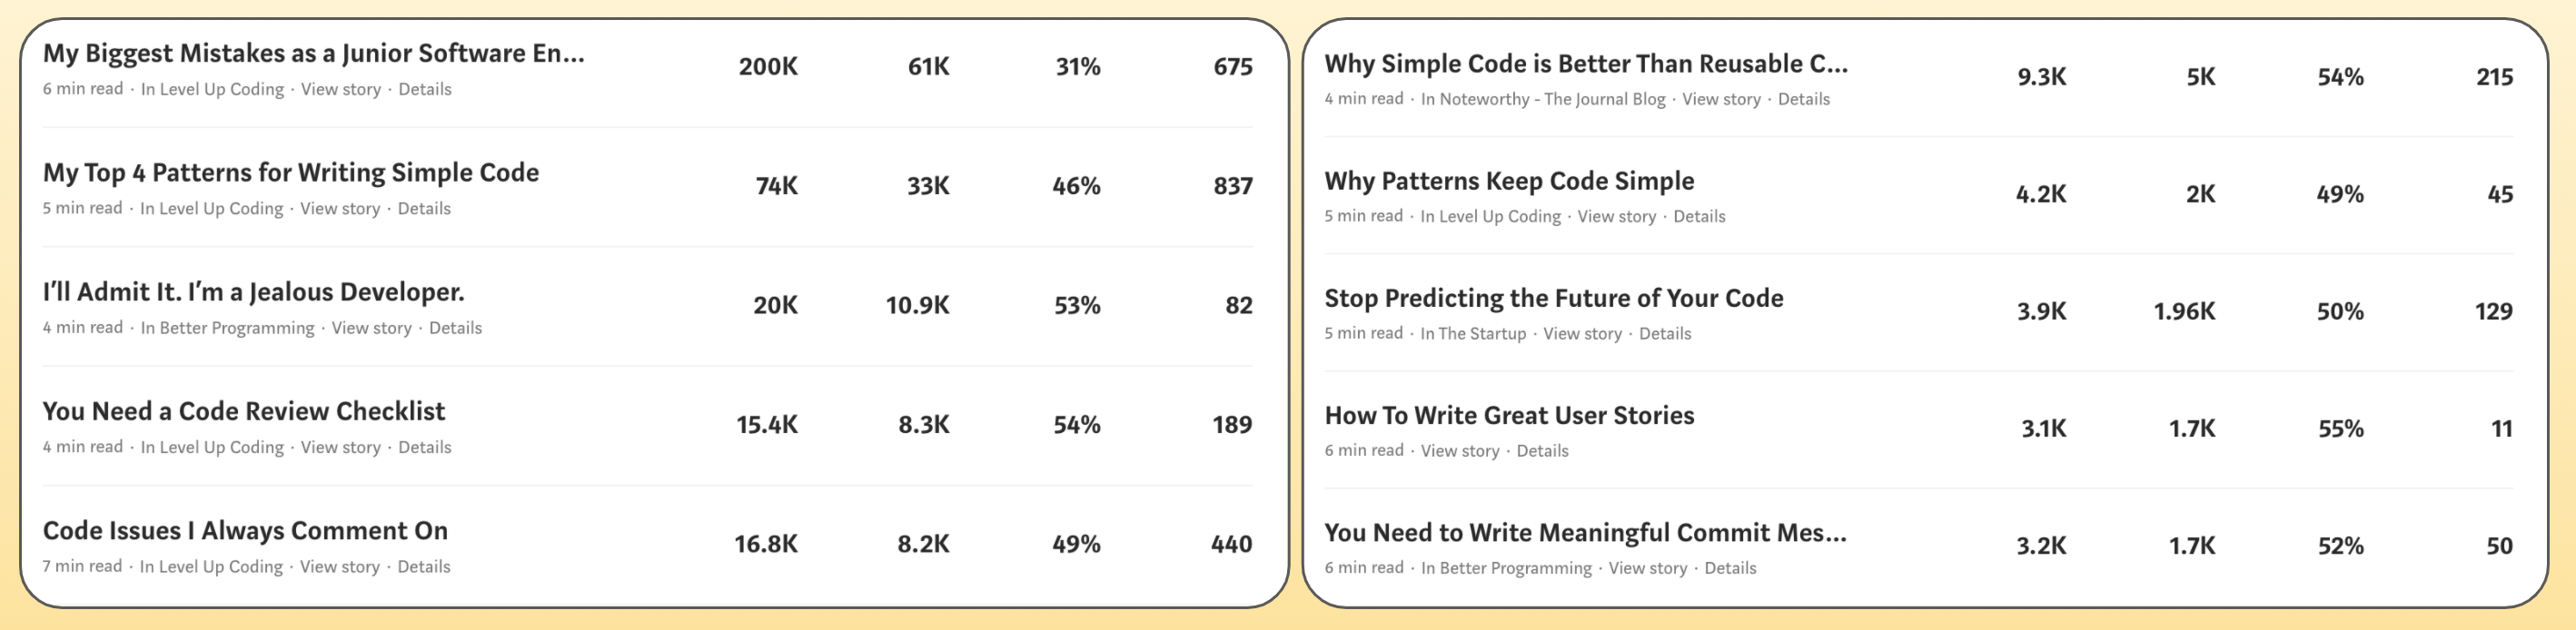 My Biggest Mistakes as a Junior Software En...
200K 61K 31% 675
6 min read · In Level Up Coding · View story · Details
My Top 4 Patterns for Writing Simple Code
74K 33K 46% 837
5 min read · In Level Up Coding · View story · Details
I’ll Admit It. I’m a Jealous Developer.
20K 10.9K 53% 82
4 min read · In Better Programming · View story · Details
You Need a Code Review Checklist
15.4K 8.3K 54% 189
4 min read · In Level Up Coding · View story · Details
Code Issues I Always Comment On
16.8K 8.2K 49% 440
7 min read · In Level Up Coding · View story · Details
Why Simple Code is Better Than Reusable C...
9.3K 5K 54% 215
4 min read · In Noteworthy - The Journal Blog · View story · Details
Why Patterns Keep Code Simple
4.2K 2K 49% 45
5 min read · In Level Up Coding · View story · Details
Stop Predicting the Future of Your Code
3.9K 1.96K 50% 129
5 min read · In The Startup · View story · Details
How To Write Great User Stories
3.1K 1.7K 55% 11
6 min read · View story · Details
You Need to Write Meaningful Commit Mes...
3.2K 1.7K 52% 50
6 min read · In Better Programming · View story · Details